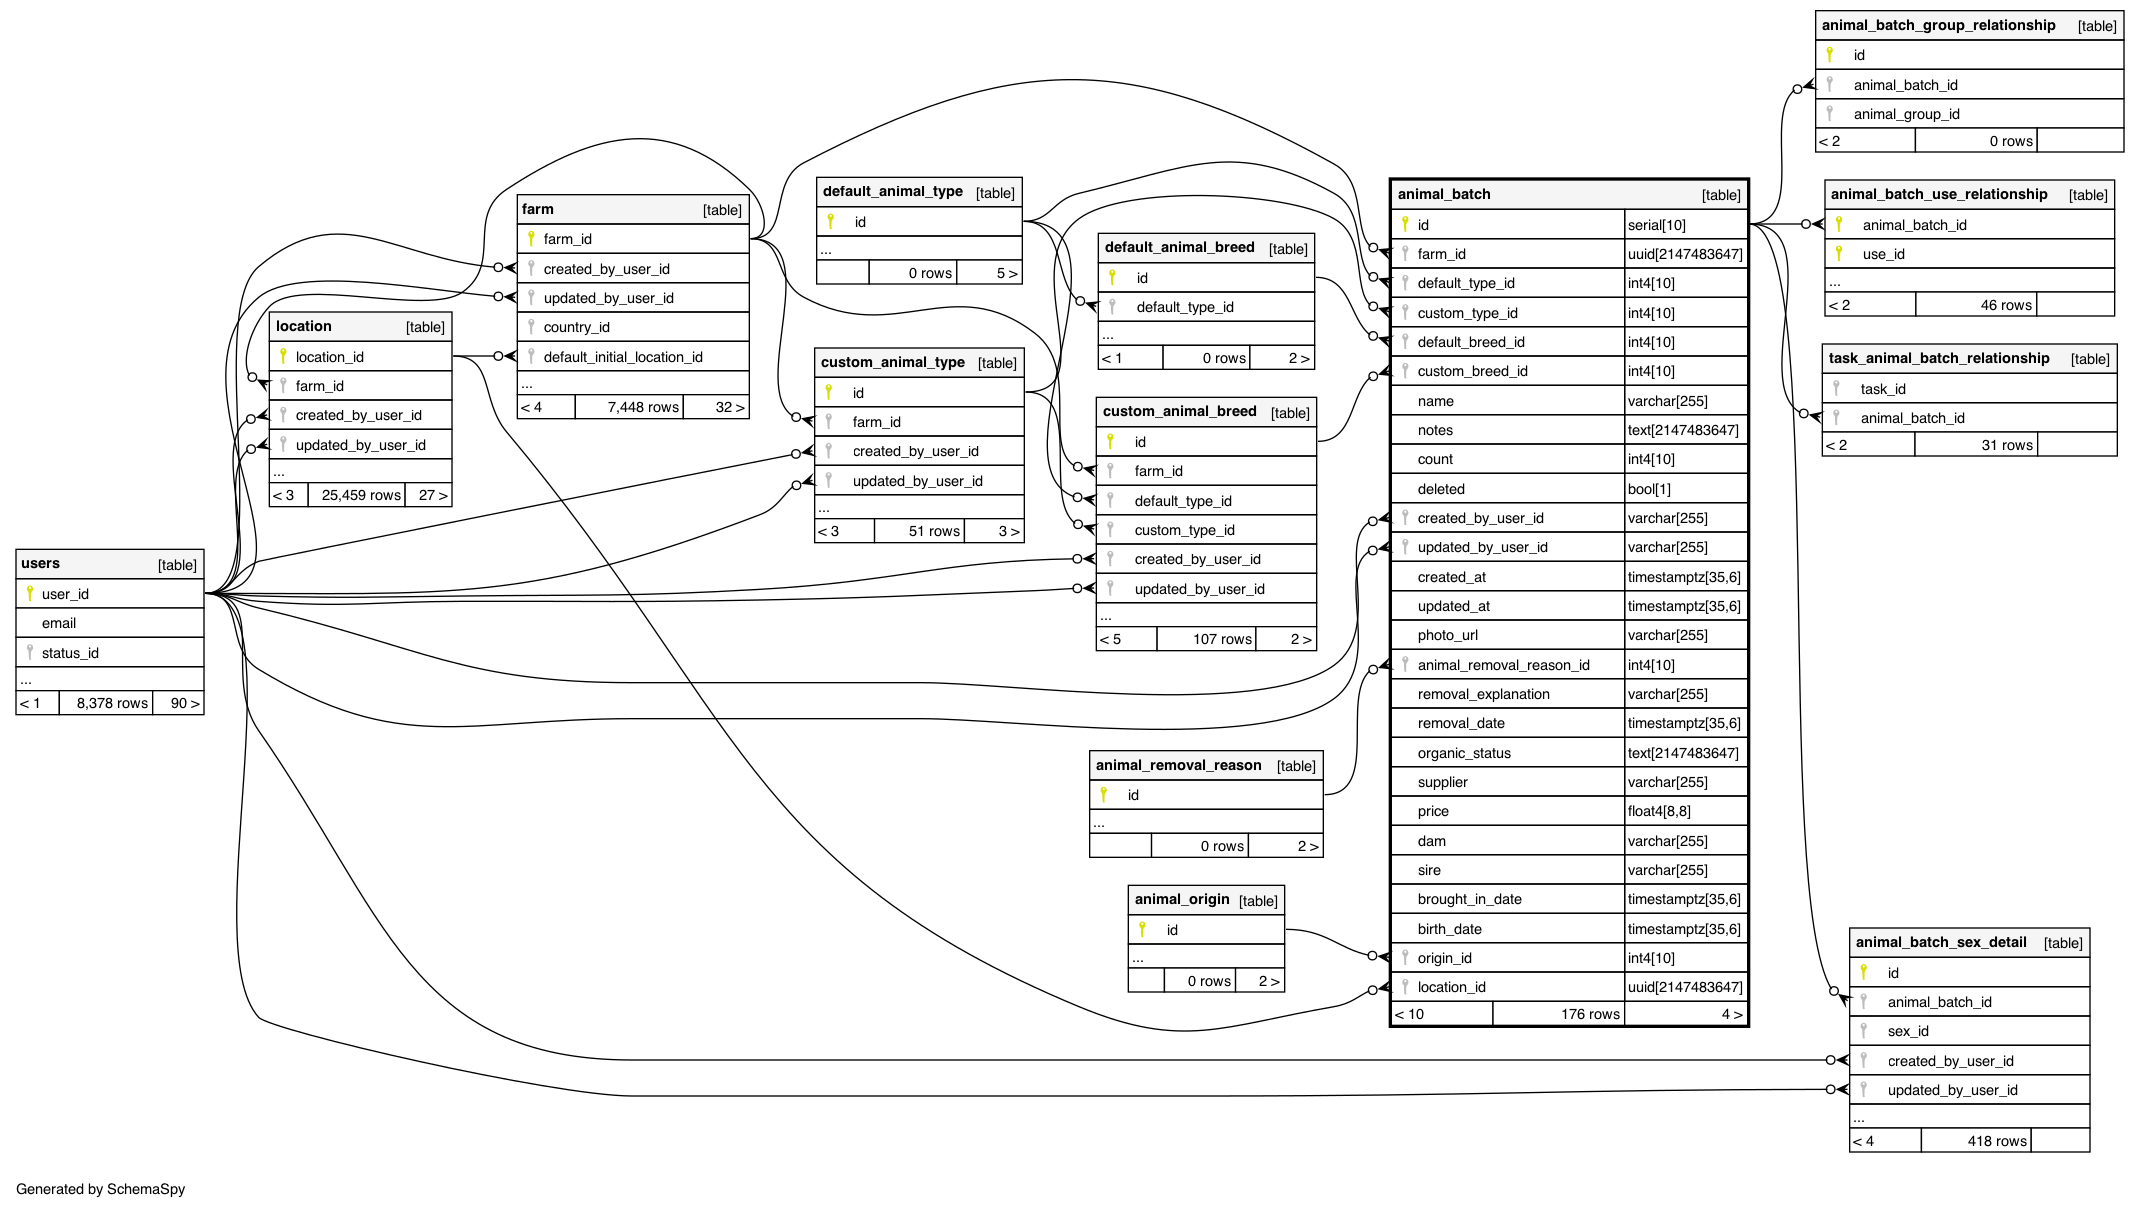 animal_batch_group_relationship [table]
id
animal_batch_id
animal_group_id
< 2 0 rows
default_animal_type [table]
id
...
0 rows 5 >
farm [table]
farm_id
created_by_user_id
updated_by_user_id
country_id
default_initial_location_id
...
< 4 7,448 rows 32 >
default_animal_breed [table]
id
default_type_id
...
< 1 0 rows 2 >
animal_batch [table]
id serial[10]
farm_id uuid[2147483647]
default_type_id int4[10]
custom_type_id int4[10]
default_breed_id int4[10]
custom_breed_id int4[10]
name varchar[255]
notes text[2147483647]
count int4[10]
deleted bool[1]
created_by_user_id varchar[255]
updated_by_user_id varchar[255]
created_at timestamptz[35,6]
updated_at timestamptz[35,6]
photo_url varchar[255]
animal_removal_reason_id int4[10]
removal_explanation varchar[255]
removal_date timestamptz[35,6]
organic_status text[2147483647]
supplier varchar[255]
price float4[8,8]
dam varchar[255]
sire varchar[255]
brought_in_date timestamptz[35,6]
birth_date timestamptz[35,6]
origin_id int4[10]
location_id uuid[2147483647]
< 10 176 rows 4 >
animal_batch_use_relationship [table]
animal_batch_id
use_id
...
< 2 46 rows
location [table]
location_id
farm_id
created_by_user_id
updated_by_user_id
...
< 3 25,459 rows 27 >
custom_animal_type [table]
id
farm_id
created_by_user_id
updated_by_user_id
...
< 3 51 rows 3 >
task_animal_batch_relationship [table]
task_id
animal_batch_id
< 2 31 rows
custom_animal_breed [table]
id
farm_id
default_type_id
custom_type_id
created_by_user_id
updated_by_user_id
...
< 5 107 rows 2 >
users [table]
user_id
email
status_id
...
< 1 8,378 rows 90 >
animal_removal_reason [table]
id
...
0 rows 2 >
animal_origin [table]
id
...
0 rows 2 >
animal_batch_sex_detail [table]
id
animal_batch_id
sex_id
created_by_user_id
updated_by_user_id
...
< 4 418 rows
Generated by SchemaSpy